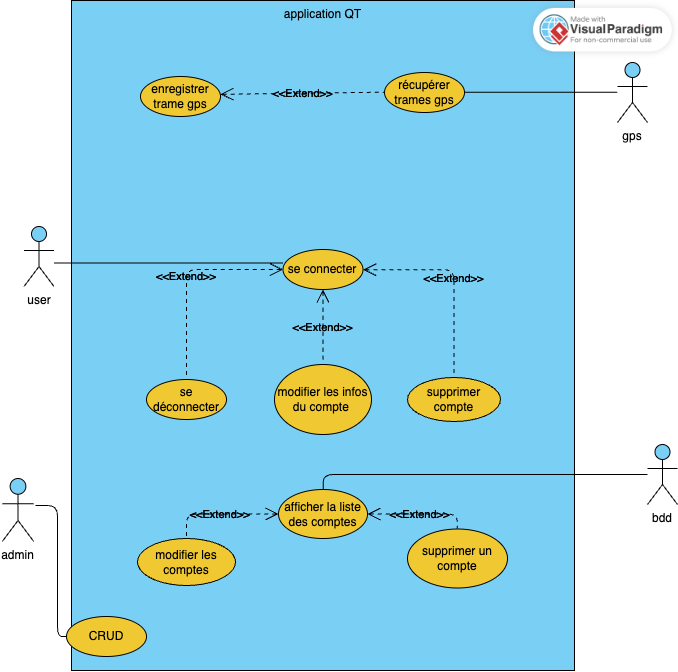 application QT
Made with
VisualParadigm
For non-commercial use
enregistrer
trame gps
<<Extend>>
récupérer
trames gps
gps
user
se connecter
<<Extend>>
<<Extend>>
<<Extend>>
se
déconnecter
modifier les infos
du compte
supprimer
compte
admin
bdd
afficher la liste
des comptes
<<Extend>>
<<Extend>>
modifier les
comptes
supprimer un
compte
CRUD